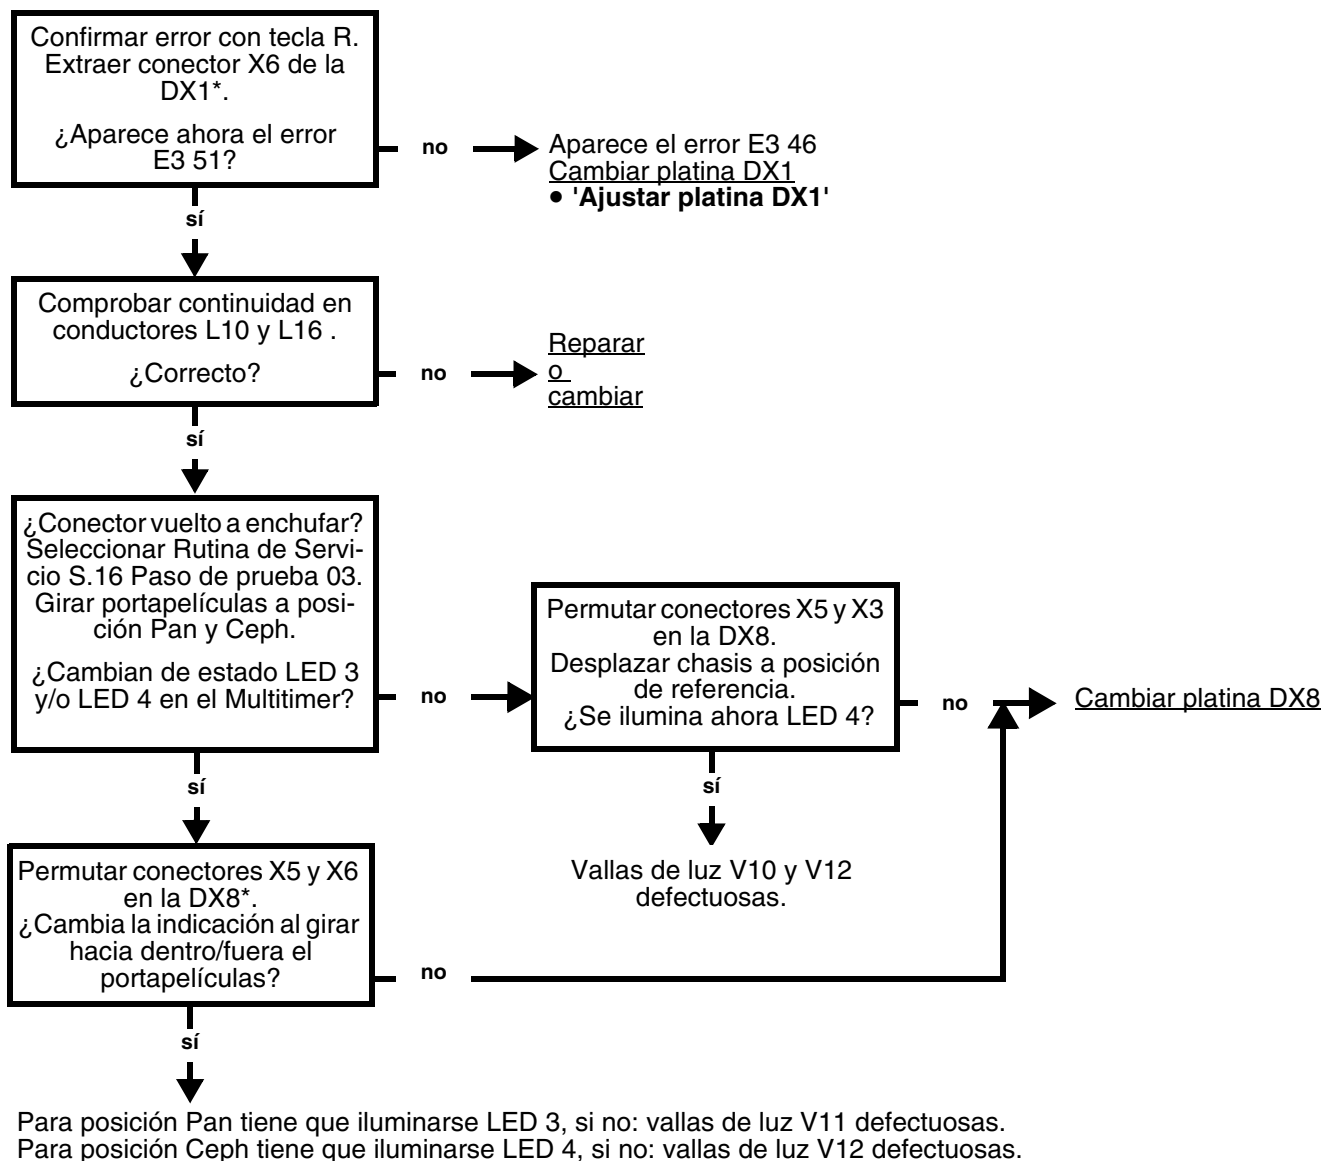 Confirmar error con tecla R.
Extraer conector X6 de la
DX1*.
¿Aparece ahora el error
E3 51?
no
Aparece el error E3 46
Cambiar platina DX1
• 'Ajustar platina DX1'
sí
Comprobar continuidad en
conductores L10 y L16 .
¿Correcto?
no
Reparar
o
cambiar
sí
¿Conector vuelto a enchufar?
Seleccionar Rutina de Servi-
cio S.16 Paso de prueba 03.
Girar portapelículas a posi-
ción Pan y Ceph.
¿Cambian de estado LED 3
y/o LED 4 en el Multitimer?
no
Permutar conectores X5 y X3
en la DX8.
Desplazar chasis a posición
de referencia.
¿Se ilumina ahora LED 4?
no
Cambiar platina DX8
sí
Vallas de luz V10 y V12
defectuosas.
sí
Permutar conectores X5 y X6
en la DX8*.
¿Cambia la indicación al girar
hacia dentro/fuera el
portapelículas?
no
sí
Para posición Pan tiene que iluminarse LED 3, si no: vallas de luz V11 defectuosas.
Para posición Ceph tiene que iluminarse LED 4, si no: vallas de luz V12 defectuosas.